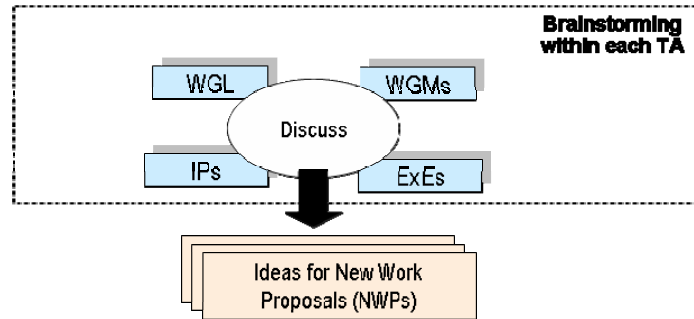 Brainstorming
within each TA
WGL
WGMs
Discuss
IPs
ExEs
Ideas for New Work
Proposals (NWPs)